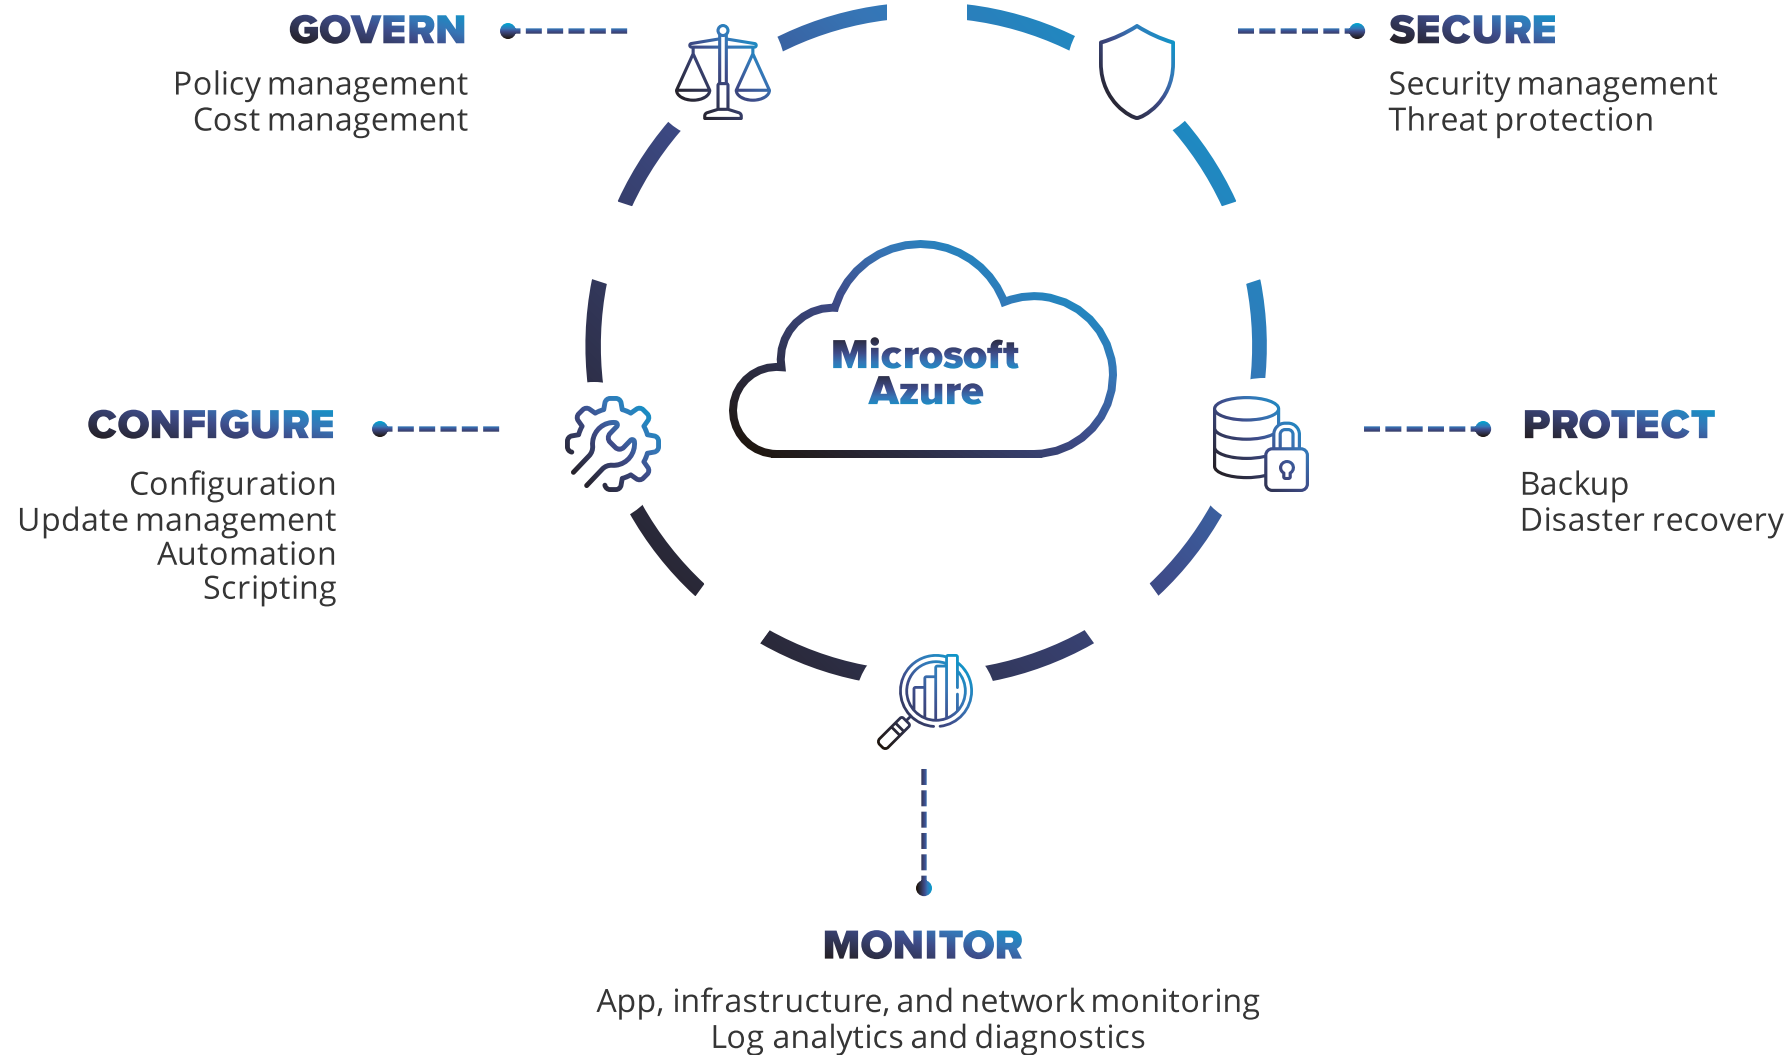 GOVERN
Policy management
Cost management
SECURE
Security management
Threat protection
Microsoft
Azure
CONFIGURE
Configuration
Update management
Automation
Scripting
PROTECT
Backup
Disaster recovery
MONITOR
App, infrastructure, and network monitoring
Log analytics and diagnostics